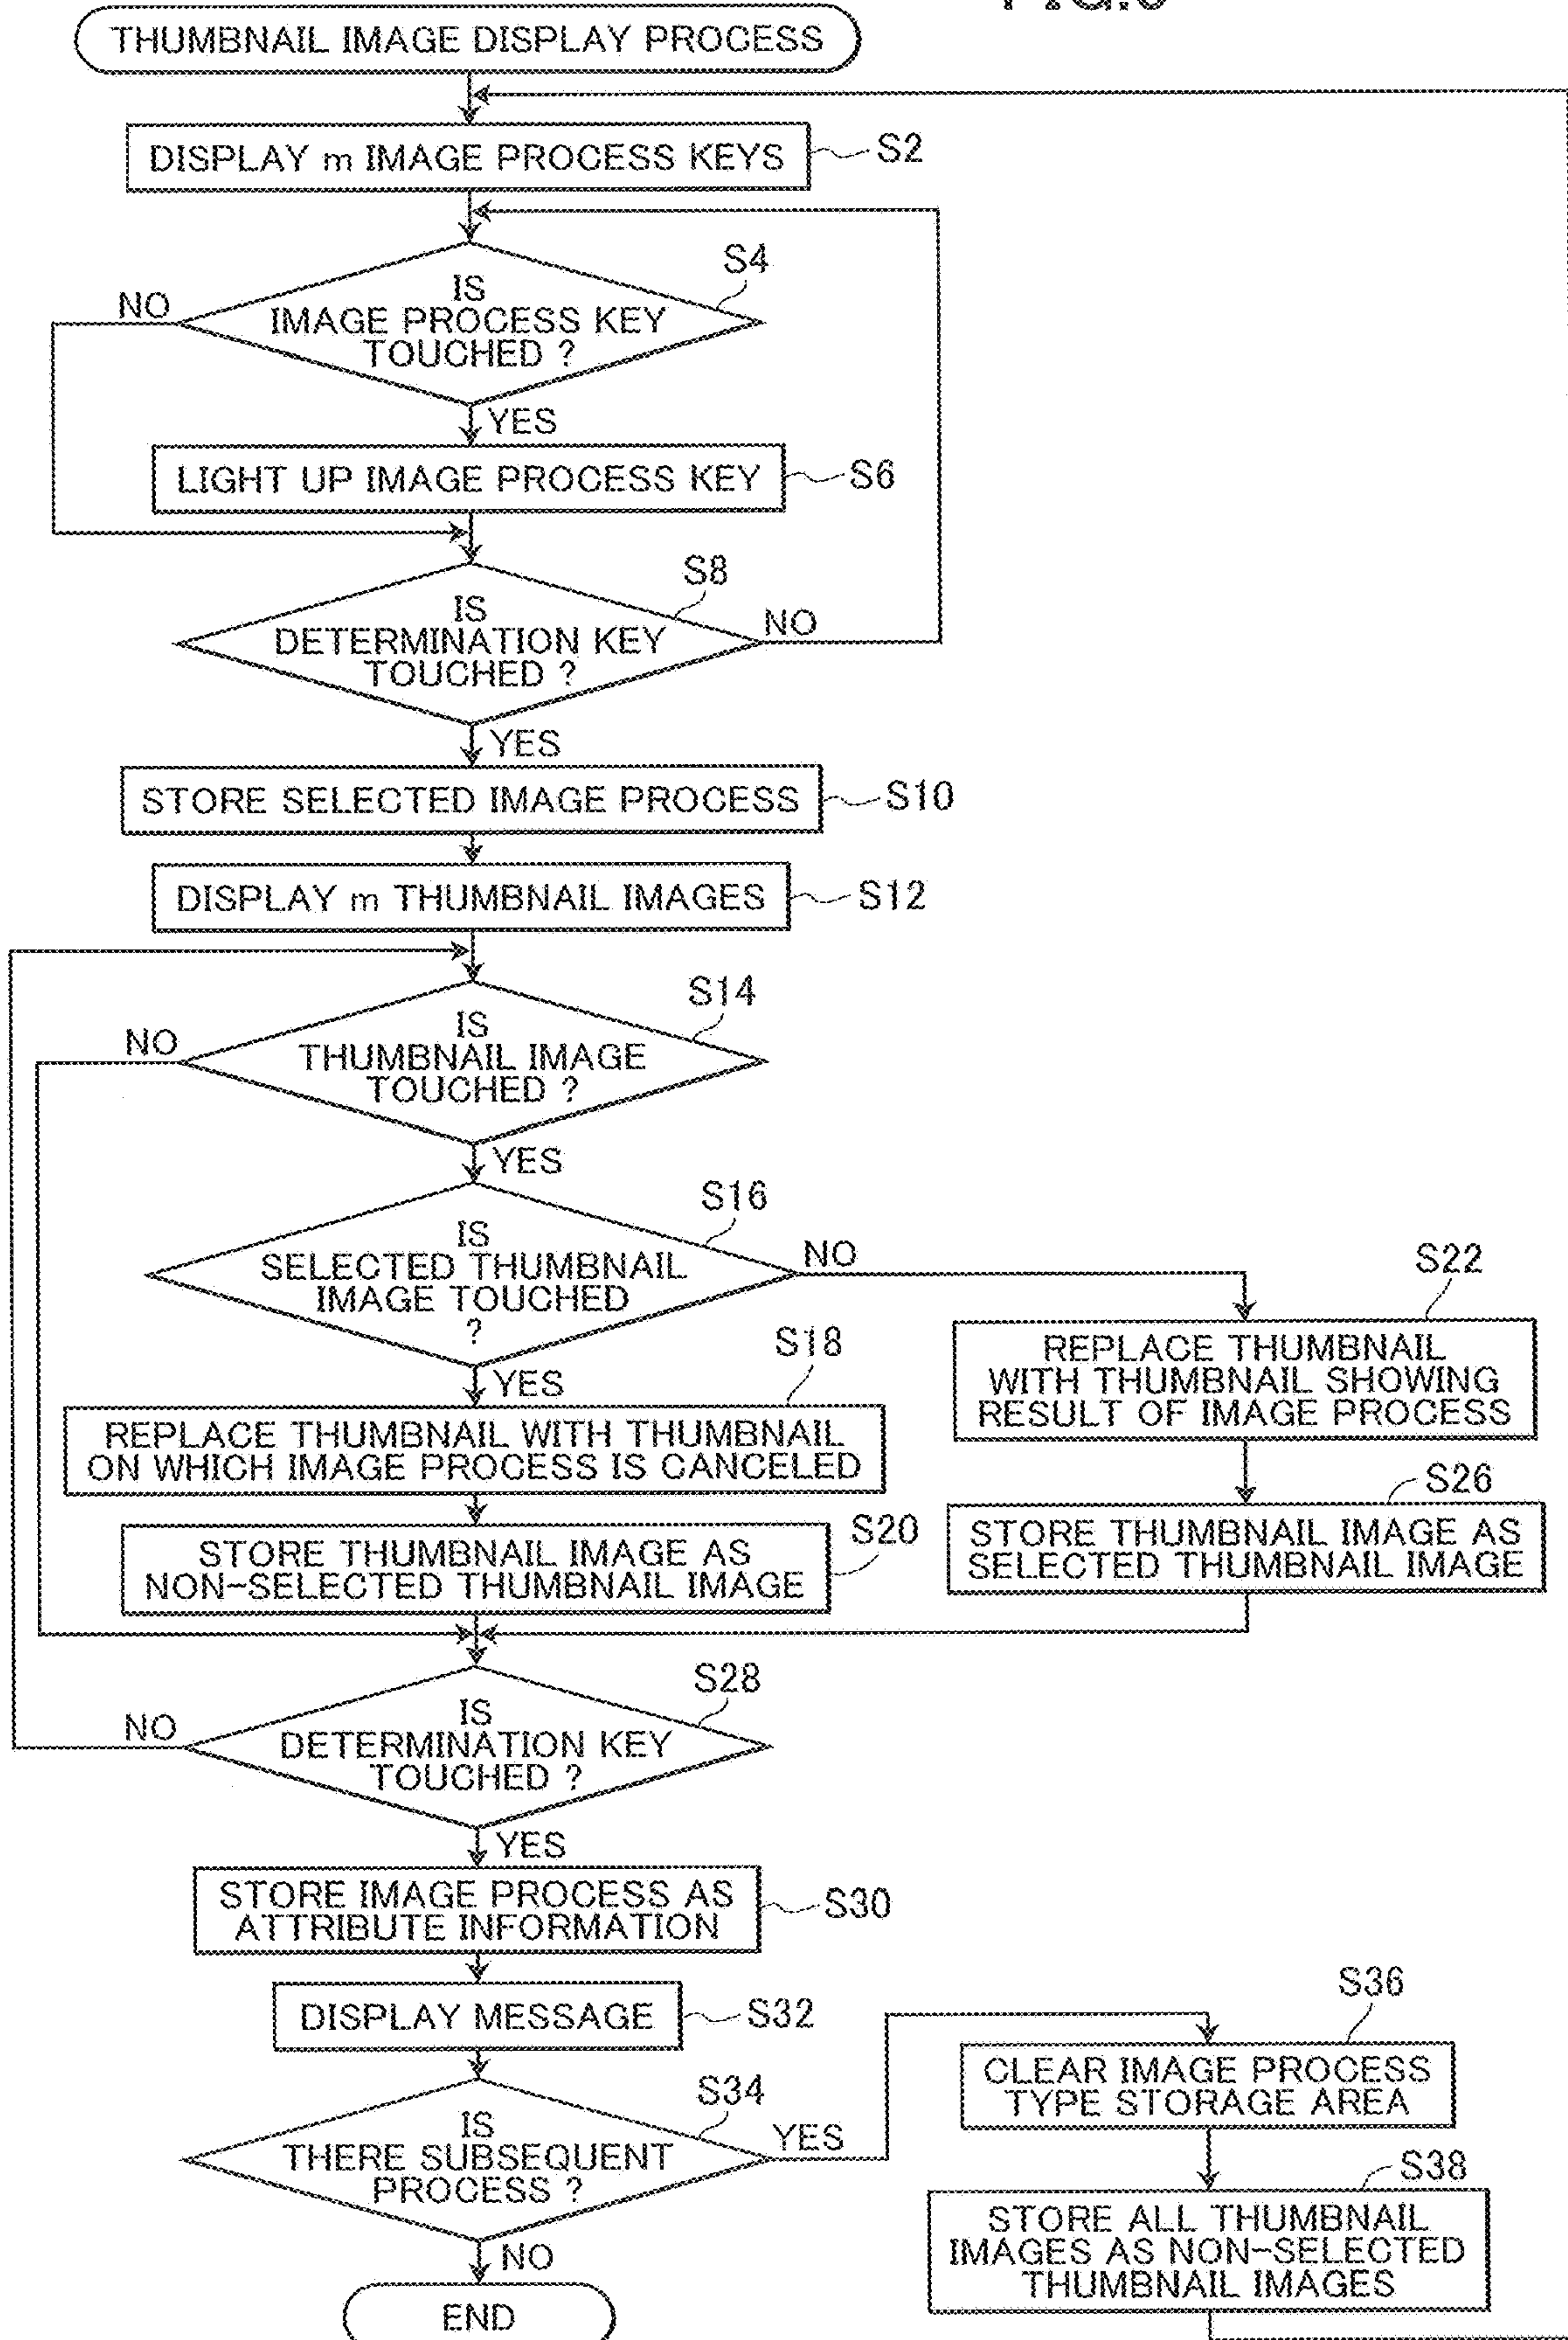 THUMBNAIL IMAGE DISPLAY PROCESS
DISPLAY m IMAGE PROCESS KEYS
S2
S4
IS
IMAGE PROCESS KEY
TOUCHED ?
NO
YES
LIGHT UP IMAGE PROCESS KEY
S6
S8
IS
DETERMINATION KEY
TOUCHED ?
NO
YES
STORE SELECTED IMAGE PROCESS
S10
DISPLAY m THUMBNAIL IMAGES
S12
S14
IS
THUMBNAIL IMAGE
TOUCHED ?
NO
YES
S16
IS
SELECTED THUMBNAIL
IMAGE TOUCHED
?
NO
YES
S22
REPLACE THUMBNAIL
WITH THUMBNAIL SHOWING
RESULT OF IMAGE PROCESS
S18
REPLACE THUMBNAIL WITH THUMBNAIL
ON WHICH IMAGE PROCESS IS CANCELED
S26
STORE THUMBNAIL IMAGE AS
SELECTED THUMBNAIL IMAGE
S20
STORE THUMBNAIL IMAGE AS
NON-SELECTED THUMBNAIL IMAGE
S28
IS
DETERMINATION KEY
TOUCHED ?
NO
YES
STORE IMAGE PROCESS AS
ATTRIBUTE INFORMATION
S30
DISPLAY MESSAGE
S32
S34
IS
THERE SUBSEQUENT
PROCESS ?
YES
NO
END
S36
CLEAR IMAGE PROCESS
TYPE STORAGE AREA
S38
STORE ALL THUMBNAIL
IMAGES AS NON-SELECTED
THUMBNAIL IMAGES